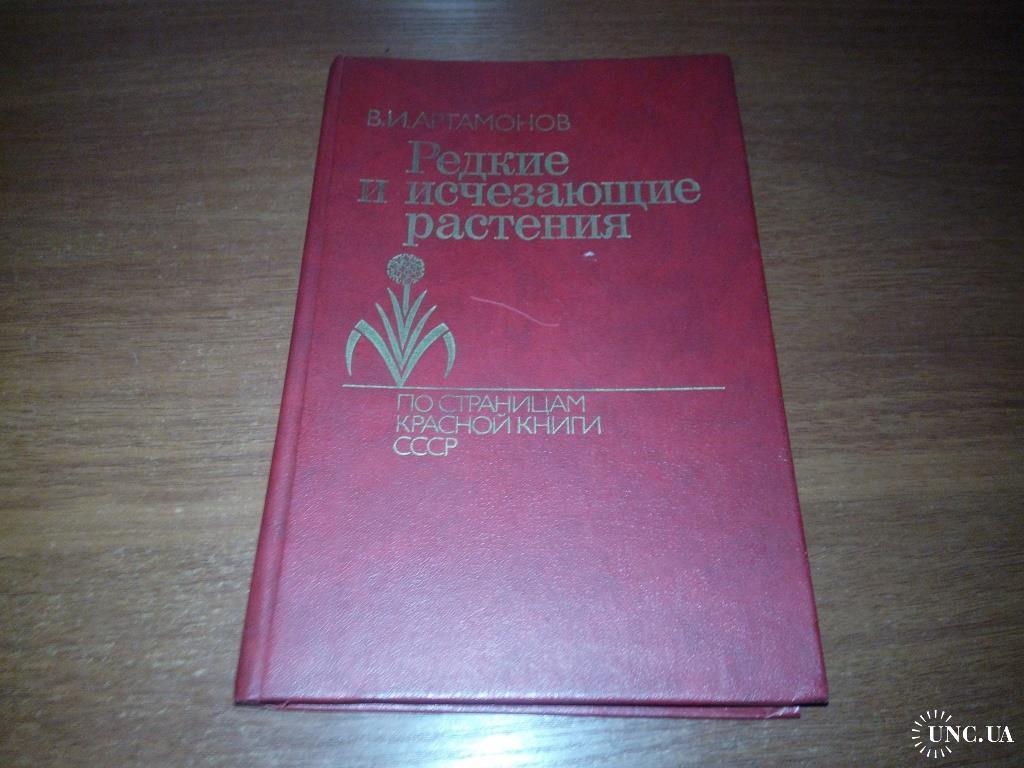 В.И.АРТАМОНОВ
Редкие
и исчезающие
растения
ПО СТРАНИЦАМ
КРАСНОЙ КНИГИ
СССР
UNC.UA